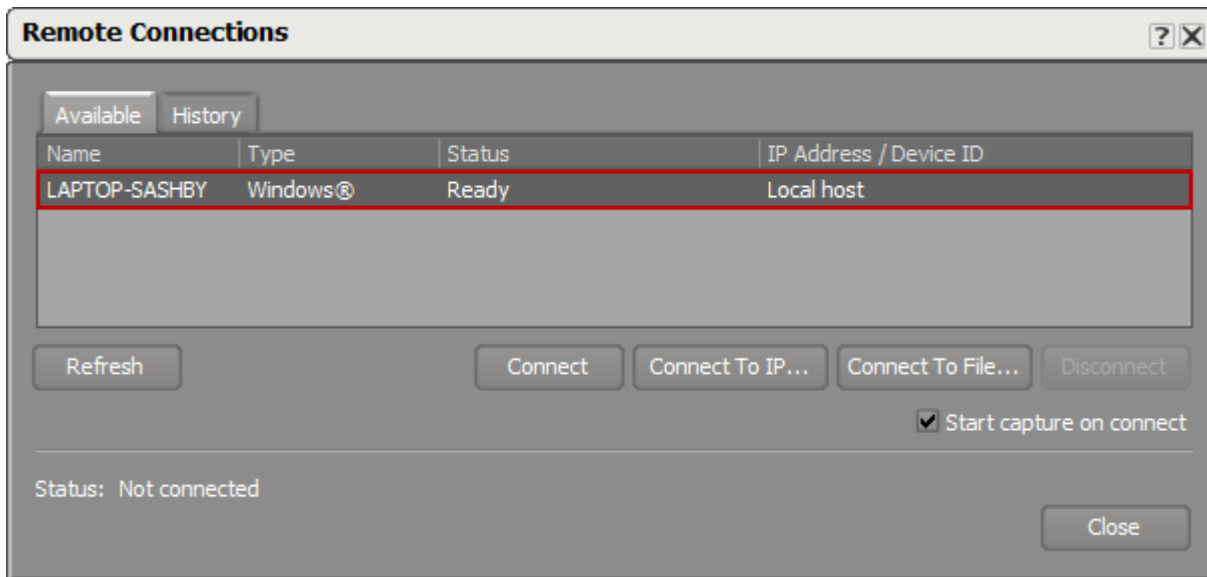 Remote Connections
Available History
Name Type Status IP Address / Device ID
LAPTOP-SASHBY Windows® Ready Local host
Refresh Connect Connect To IP... Connect To File... Disconnect
Start capture on connect
Status: Not connected
Close